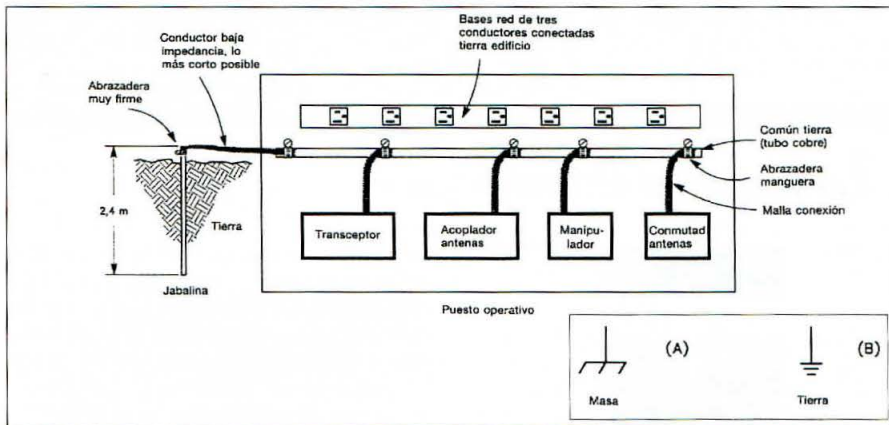 Bases red de tres
conductores conectadas
tierra edificio
Conductor baja
impedancia, lo
más corto posible
Abrazadera
muy firme
Común tierra
(tubo cobre)
Abrazadera
manguera
Malla conexión
2,4 m
Tierra
Jabalina
Transceptor
Acoplador
antenas
Manipu-
lador
Conmutad
antenas
Puesto operativo
(A)
(B)
Masa
Tierra